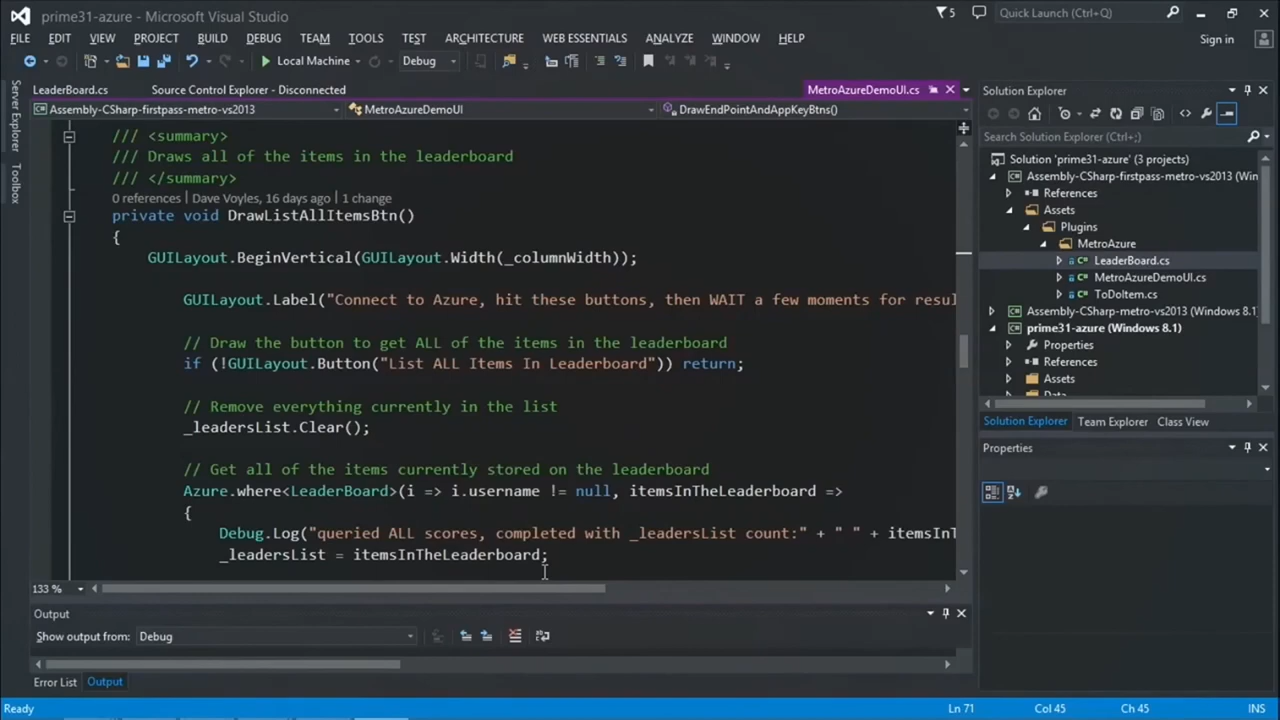 prime31-azure - Microsoft Visual Studio
5
Quick Launch (Ctrl+Q)
FILE EDIT VIEW PROJECT BUILD DEBUG TEAM TOOLS TEST ARCHITECTURE WEB ESSENTIALS ANALYZE WINDOW HELP
Sign in
Local Machine
Debug
Server Explorer
Toolbox
LeaderBoard.cs
Source Control Explorer - Disconnected
MetroAzureDemoUI.cs
Assembly-CSharp-firstpass-metro-vs2013
MetroAzureDemoUI
DrawEndPointAndAppKeyBtns()
/// <summary>
/// Draws all of the items in the leaderboard
/// </summary>
0 references | Dave Voyles, 16 days ago | 1 change
private void DrawListAllItemsBtn()
{
GUILayout.BeginVertical(GUILayout.Width(_columnWidth));
GUILayout.Label("Connect to Azure, hit these buttons, then WAIT a few moments for resul
// Draw the button to get ALL of the items in the leaderboard
if (!GUILayout.Button("List ALL Items In Leaderboard")) return;
// Remove everything currently in the list
_leadersList.Clear();
// Get all of the items currently stored on the leaderboard
Azure.where<LeaderBoard>(i => i.username != null, itemsInTheLeaderboard =>
{
Debug.Log("queried ALL scores, completed with _leadersList count:" + " " + itemsInT
_leadersList = itemsInTheLeaderboard;
133 %
Output
Show output from: Debug
Error List
Output
Solution Explorer
Search Solution Explorer (Ctrl+;)
Solution 'prime31-azure' (3 projects)
Assembly-CSharp-firstpass-metro-vs2013 (Win
References
Assets
Plugins
MetroAzure
LeaderBoard.cs
MetroAzureDemoUI.cs
ToDoItem.cs
Assembly-CSharp-metro-vs2013 (Windows 8.1)
prime31-azure (Windows 8.1)
Properties
References
Assets
Data
Solution Explorer
Team Explorer
Class View
Properties
Ready
Ln 71
Col 45
Ch 45
INS